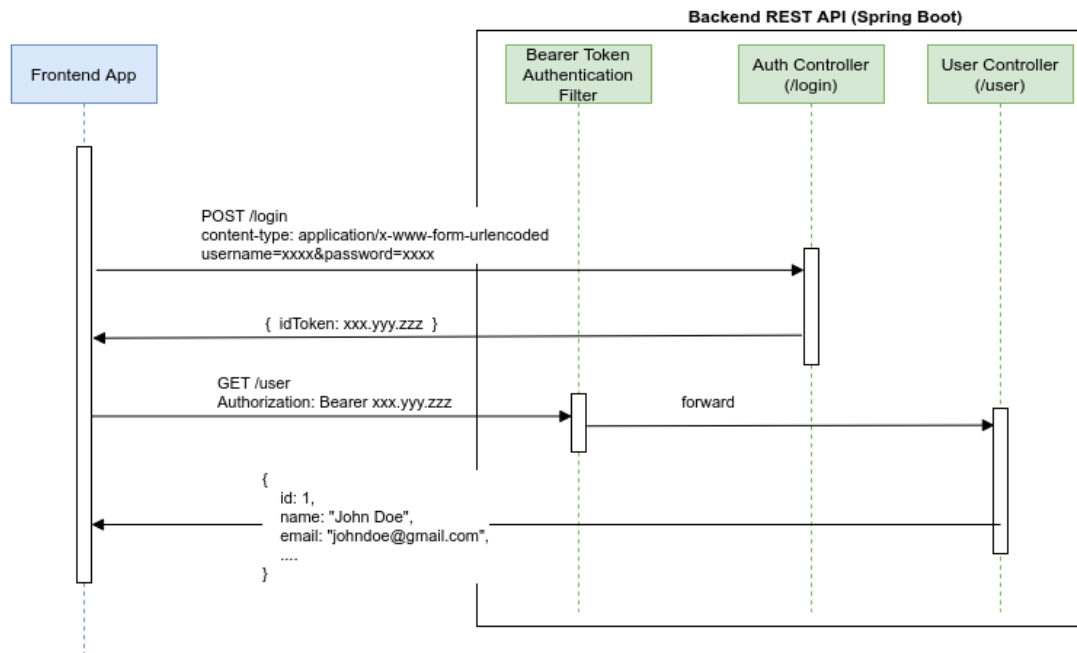 Backend REST API (Spring Boot)
Frontend App
Bearer Token
Authentication
Filter
Auth Controller
(/login)
User Controller
(/user)
POST /login
content-type: application/x-www-form-urlencoded
username=xxxx&password=xxxx
{  idToken: xxx.yyy.zzz  }
GET /user
Authorization: Bearer xxx.yyy.zzz
forward
{
id: 1,
name: "John Doe",
email: "johndoe@gmail.com",
....
}